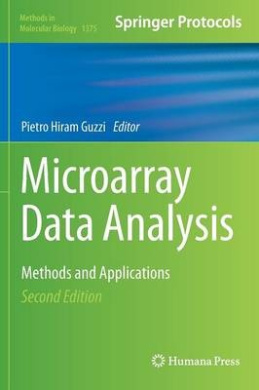 Methods in
Molecular Biology 1375
Springer Protocols
Pietro Hiram Guzzi Editor
Microarray
Data Analysis
Methods and Applications
Second Edition
Humana Press